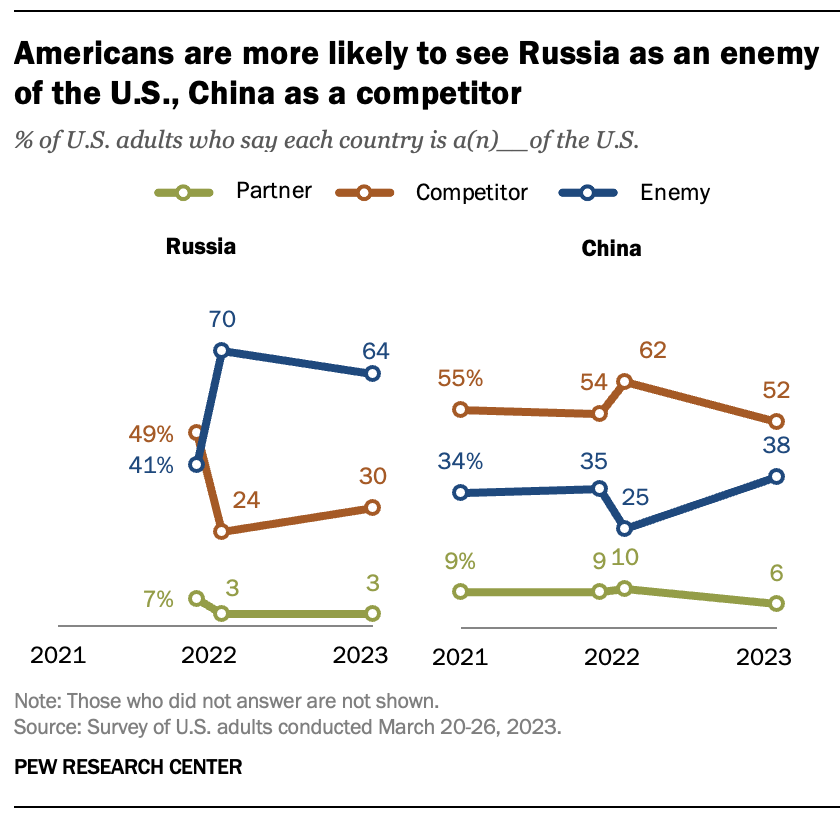 Americans are more likely to see Russia as an enemy
of the U.S., China as a competitor
% of U.S. adults who say each country is a(n)__of the U.S.
Partner Competitor Enemy
Russia
70
64
49%
41%
24
30
7%
3
3
2021 2022 2023
China
55%
54
62
52
34%
35
25
38
9%
9
10
6
2021 2022 2023
Note: Those who did not answer are not shown.
Source: Survey of U.S. adults conducted March 20-26, 2023.
PEW RESEARCH CENTER